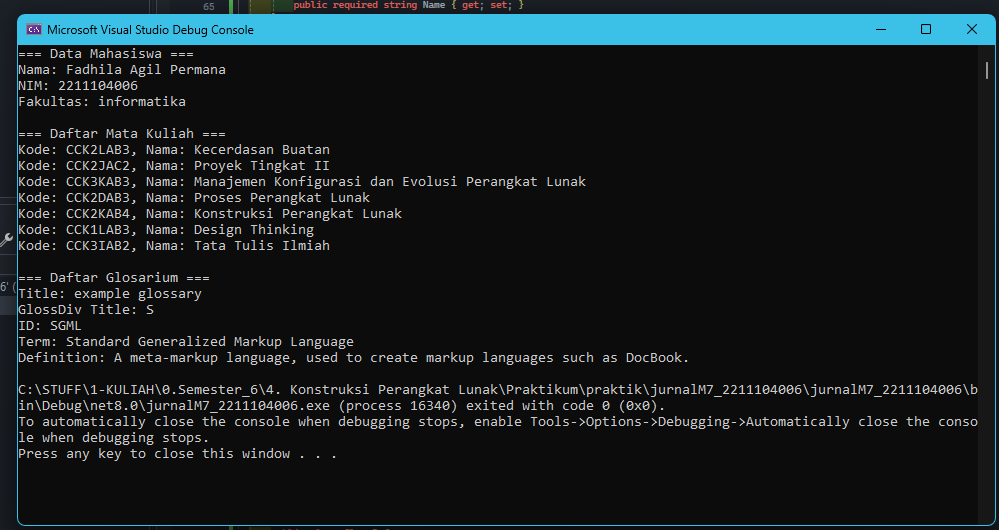 65
public required string Name { get; set; }
Microsoft Visual Studio Debug Console
=== Data Mahasiswa ===
Nama: Fadhila Agil Permana
NIM: 2211104006
Fakultas: informatika
=== Daftar Mata Kuliah ===
Kode: CCK2LAB3, Nama: Kecerdasan Buatan
Kode: CCK2JAC2, Nama: Proyek Tingkat II
Kode: CCK3KAB3, Nama: Manajemen Konfigurasi dan Evolusi Perangkat Lunak
Kode: CCK2DAB3, Nama: Proses Perangkat Lunak
Kode: CCK2KAB4, Nama: Konstruksi Perangkat Lunak
Kode: CCK1LAB3, Nama: Design Thinking
Kode: CCK3IAB2, Nama: Tata Tulis Ilmiah
=== Daftar Glosarium ===
Title: example glossary
GlossDiv Title: S
ID: SGML
Term: Standard Generalized Markup Language
Definition: A meta-markup language, used to create markup languages such as DocBook.
C:\STUFF\1-KULIAH\0.Semester_6\4. Konstruksi Perangkat Lunak\Praktikum\praktik\jurnalM7_2211104006\jurnalM7_2211104006\b
in\Debug\net8.0\jurnalM7_2211104006.exe (process 16340) exited with code 0 (0x0).
To automatically close the console when debugging stops, enable Tools->Options->Debugging->Automatically close the conso
le when debugging stops.
Press any key to close this window . . .
6' (